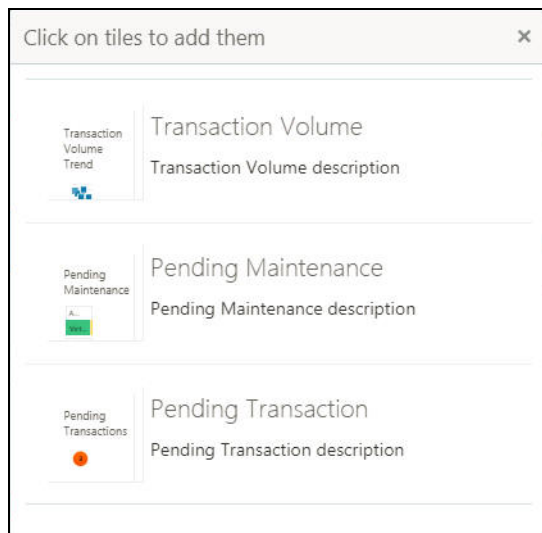 Click on tiles to add them ×
Transaction
Volume
Trend
Transaction Volume
Transaction Volume description
Pending
Maintenance
A...
Pending Maintenance
Pending Maintenance description
Pending
Transactions
Pending Transaction
Pending Transaction description